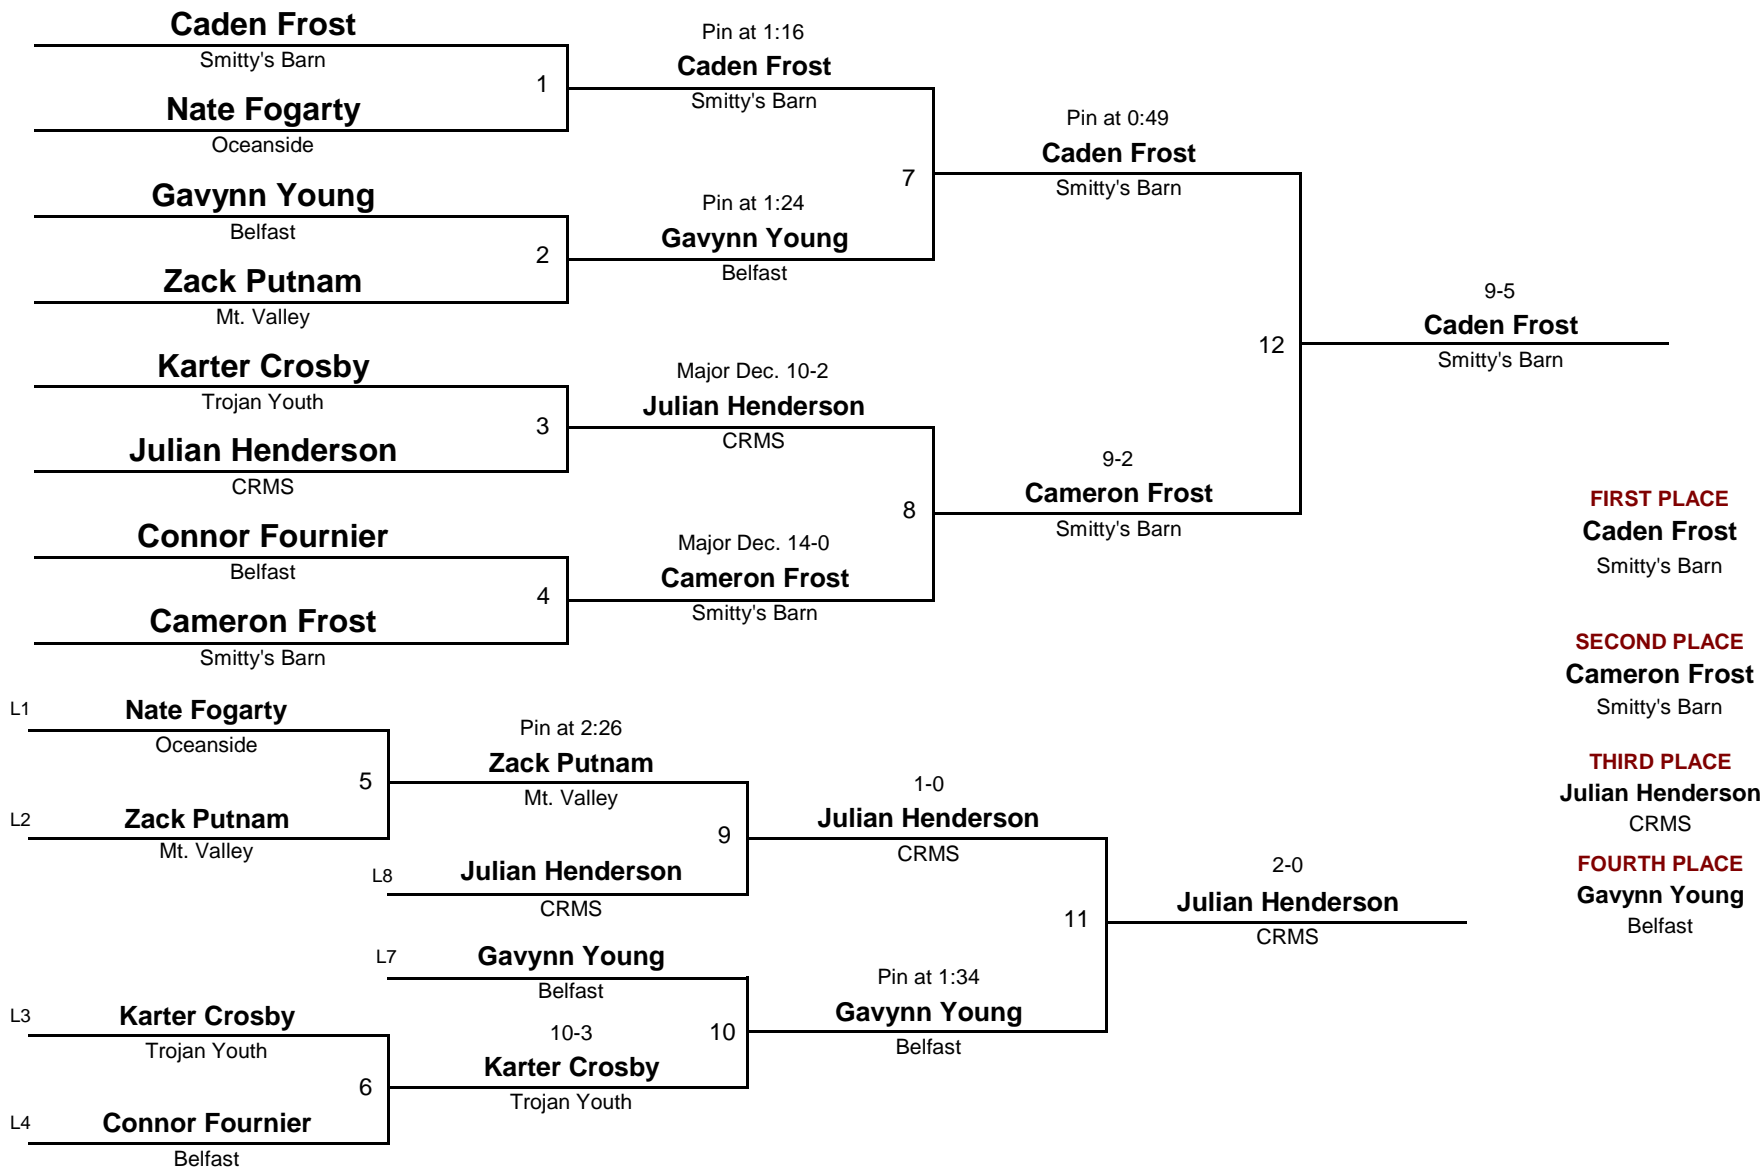 Caden Frost
Smitty's Barn
1
Nate Fogarty
Oceanside
Gavynn Young
Belfast
2
Zack Putnam
Mt. Valley
Karter Crosby
Trojan Youth
3
Julian Henderson
CRMS
Connor Fournier
Belfast
4
Cameron Frost
Smitty's Barn
Pin at 1:16
Caden Frost
Smitty's Barn
7
Pin at 1:24
Gavynn Young
Belfast
Major Dec. 10-2
Julian Henderson
CRMS
8
Major Dec. 14-0
Cameron Frost
Smitty's Barn
Pin at 0:49
Caden Frost
Smitty's Barn
12
9-2
Cameron Frost
Smitty's Barn
9-5
Caden Frost
Smitty's Barn
L1
Nate Fogarty
Oceanside
5
L2
Zack Putnam
Mt. Valley
L3
Karter Crosby
Trojan Youth
6
L4
Connor Fournier
Belfast
Pin at 2:26
Zack Putnam
Mt. Valley
9
L8
Julian Henderson
CRMS
L7
Gavynn Young
Belfast
10
10-3
Karter Crosby
Trojan Youth
1-0
Julian Henderson
CRMS
11
Pin at 1:34
Gavynn Young
Belfast
2-0
Julian Henderson
CRMS
FIRST PLACE
Caden Frost
Smitty's Barn
SECOND PLACE
Cameron Frost
Smitty's Barn
THIRD PLACE
Julian Henderson
CRMS
FOURTH PLACE
Gavynn Young
Belfast